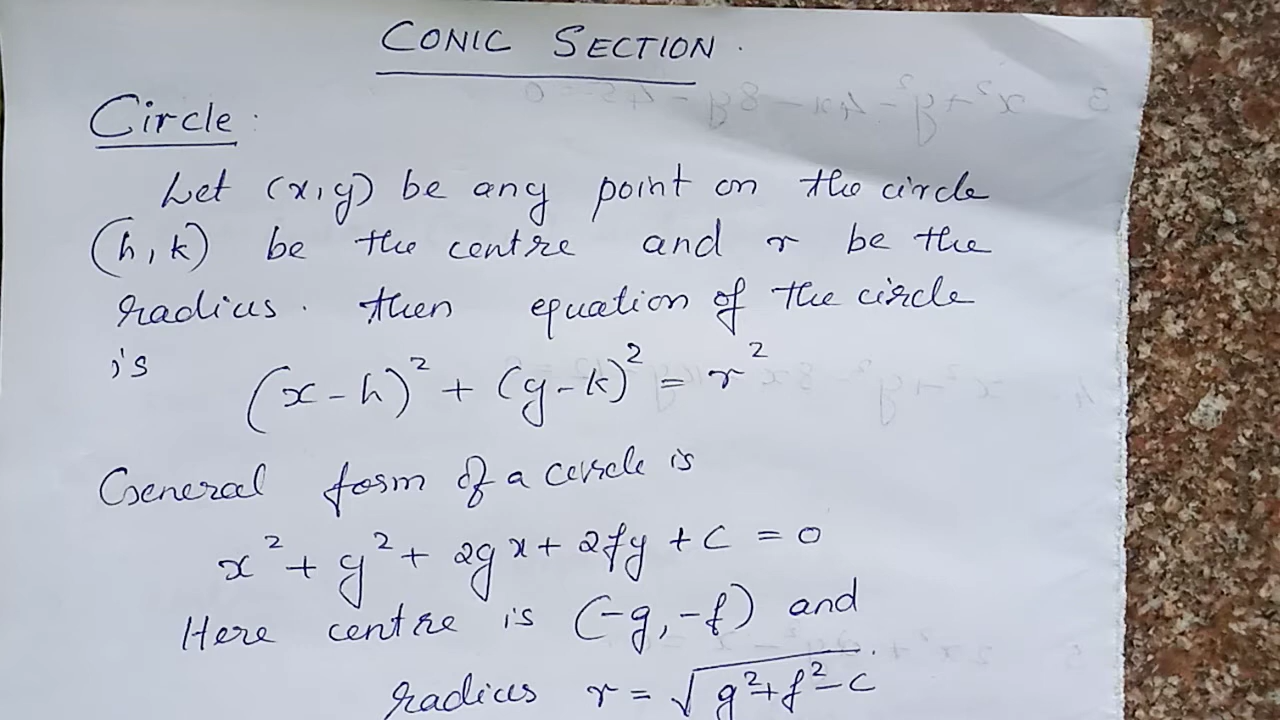 CONIC SECTION.
Circle:
Let (x,y) be any point on the circle
(h,k) be the centre and r be the
radius. then equation of the circle
is
(x-h)² + (y-k)² = r²
General form of a circle is
x² + y² + 2gx + 2fy + c = 0
Here centre is (-g,-f) and
radius r = √(g²+f²-c)